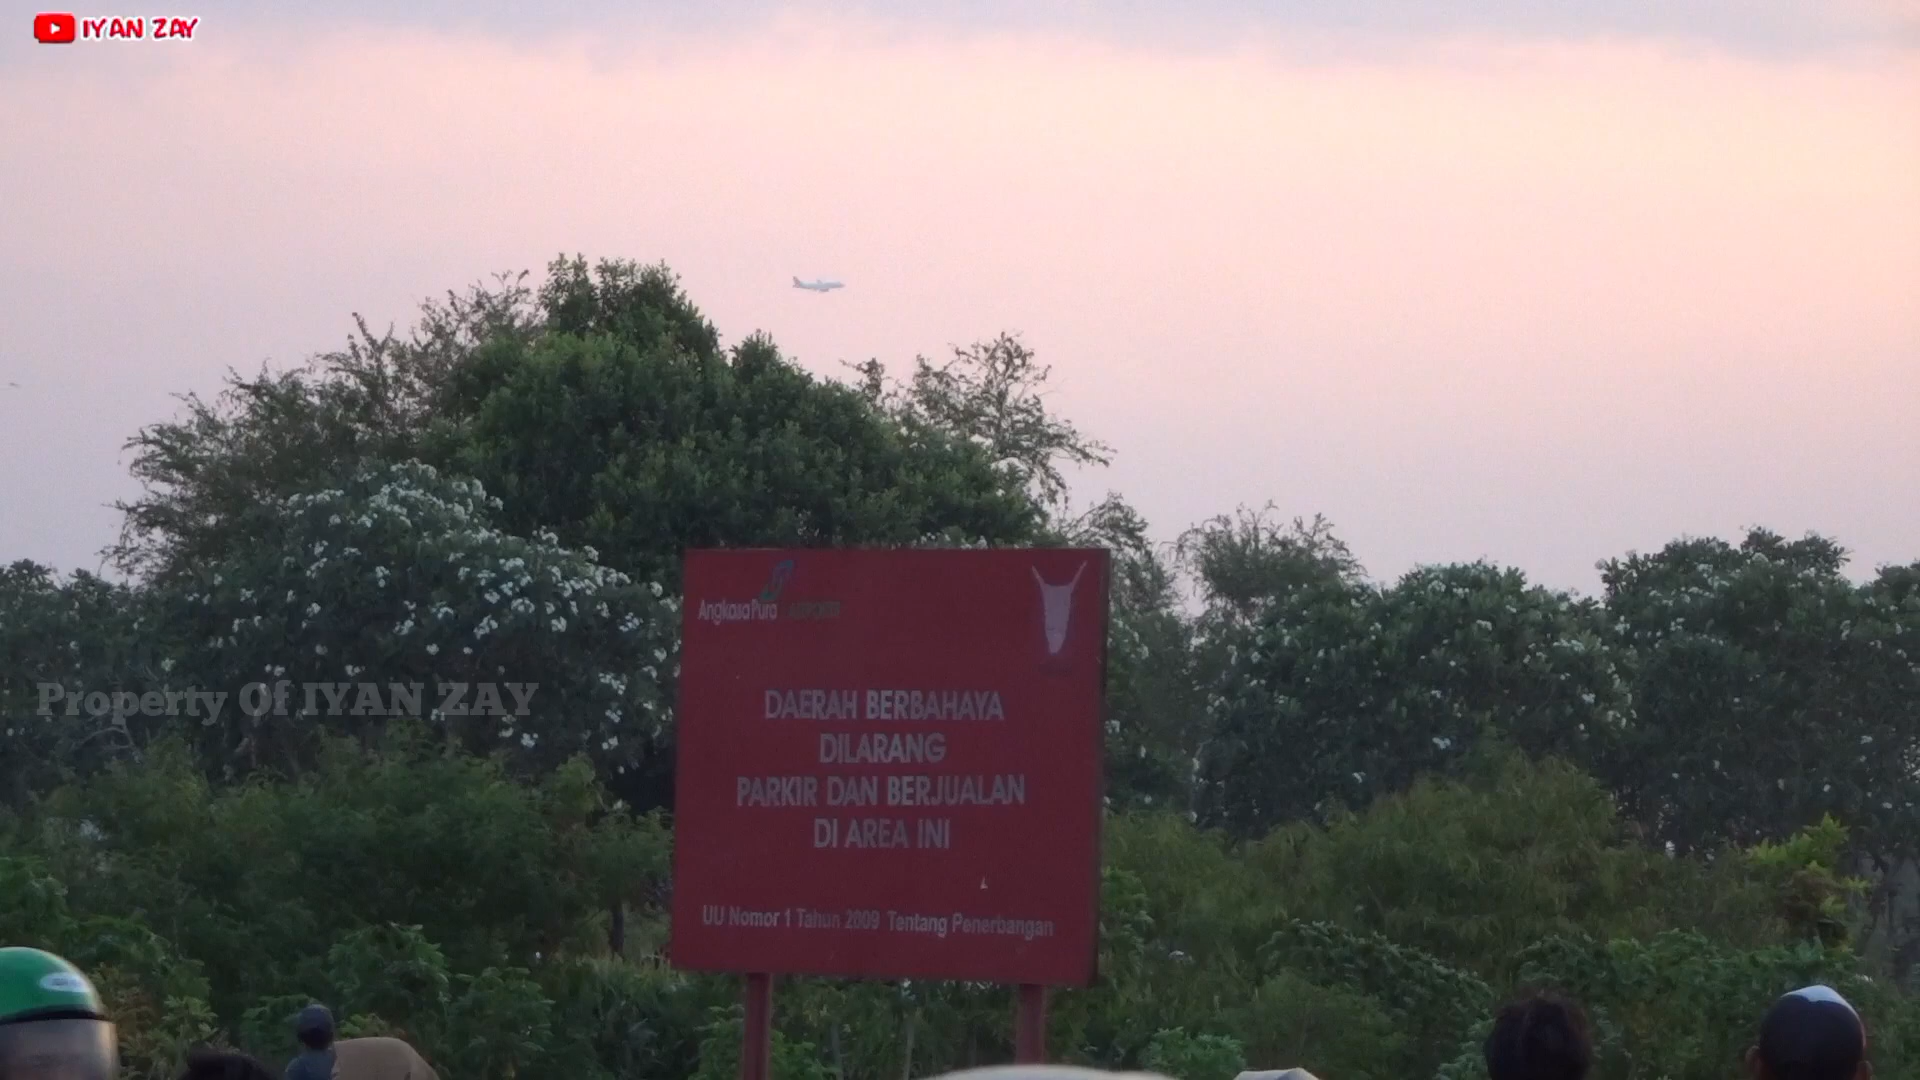 IYAN ZAY
Angkasa Pura
DAERAH BERBAHAYA
DILARANG
PARKIR DAN BERJUALAN
DI AREA INI
UU Nomor 1 Tahun 2009 Tentang Penerbangan
Property Of IYAN ZAY